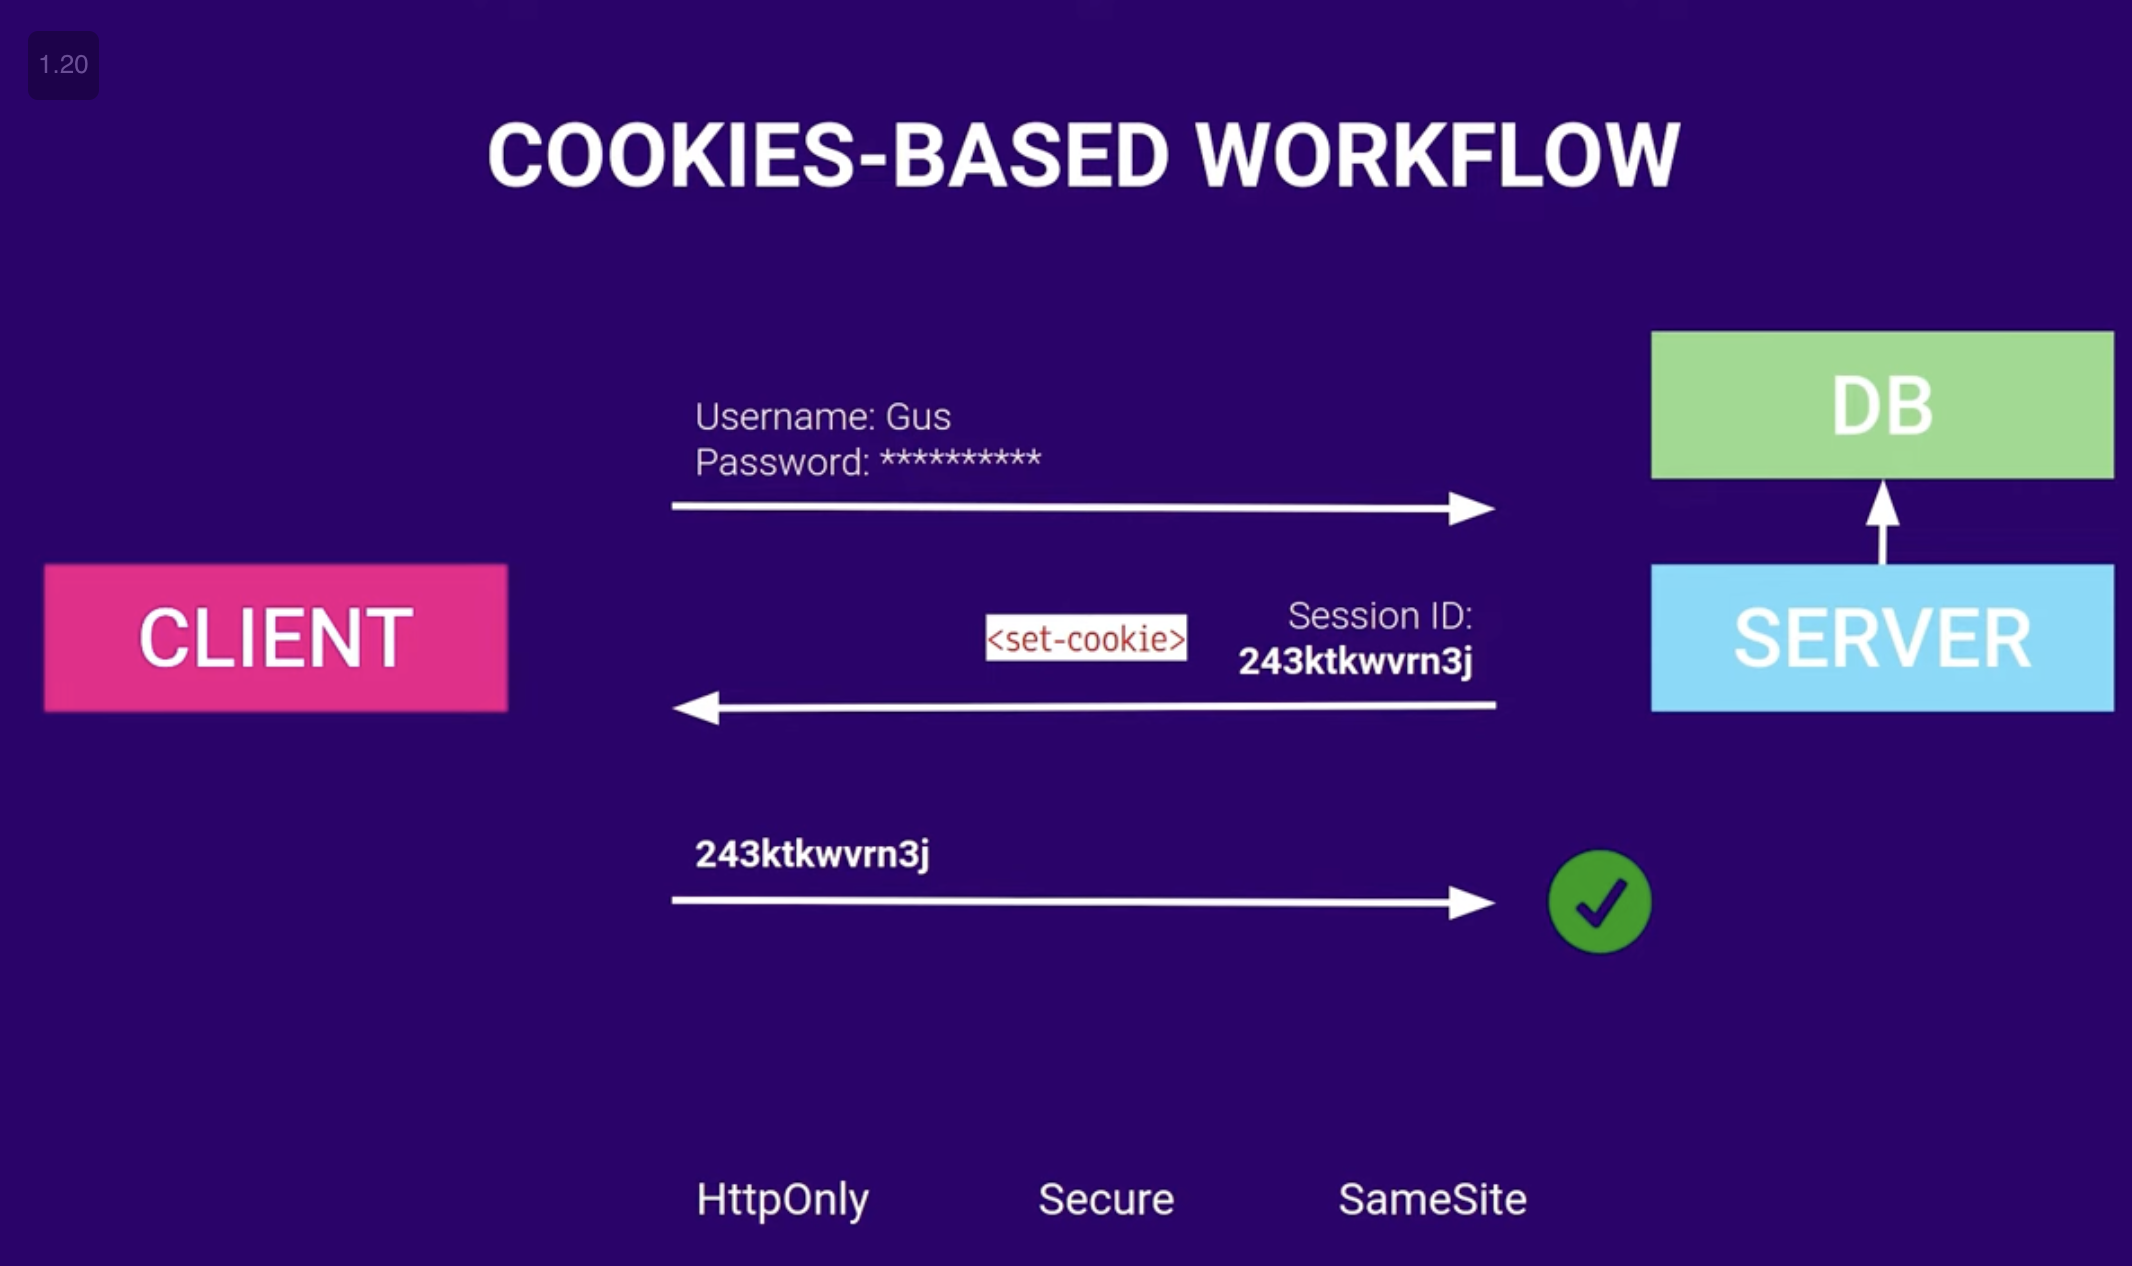 1.20
COOKIES-BASED WORKFLOW
DB
Username: Gus
Password: **********
CLIENT
<set-cookie>
Session ID:
243ktkwvrn3j
SERVER
243ktkwvrn3j
HttpOnly
Secure
SameSite